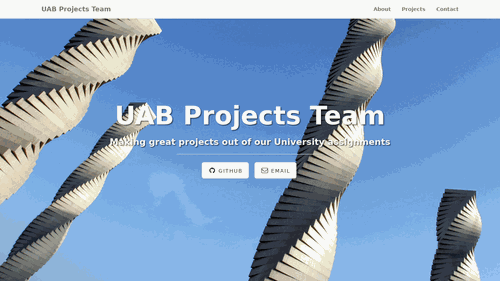 UAB Projects Team
About Projects Contact
UAB Projects Team
Making great projects out of our University assignments
GITHUB EMAIL